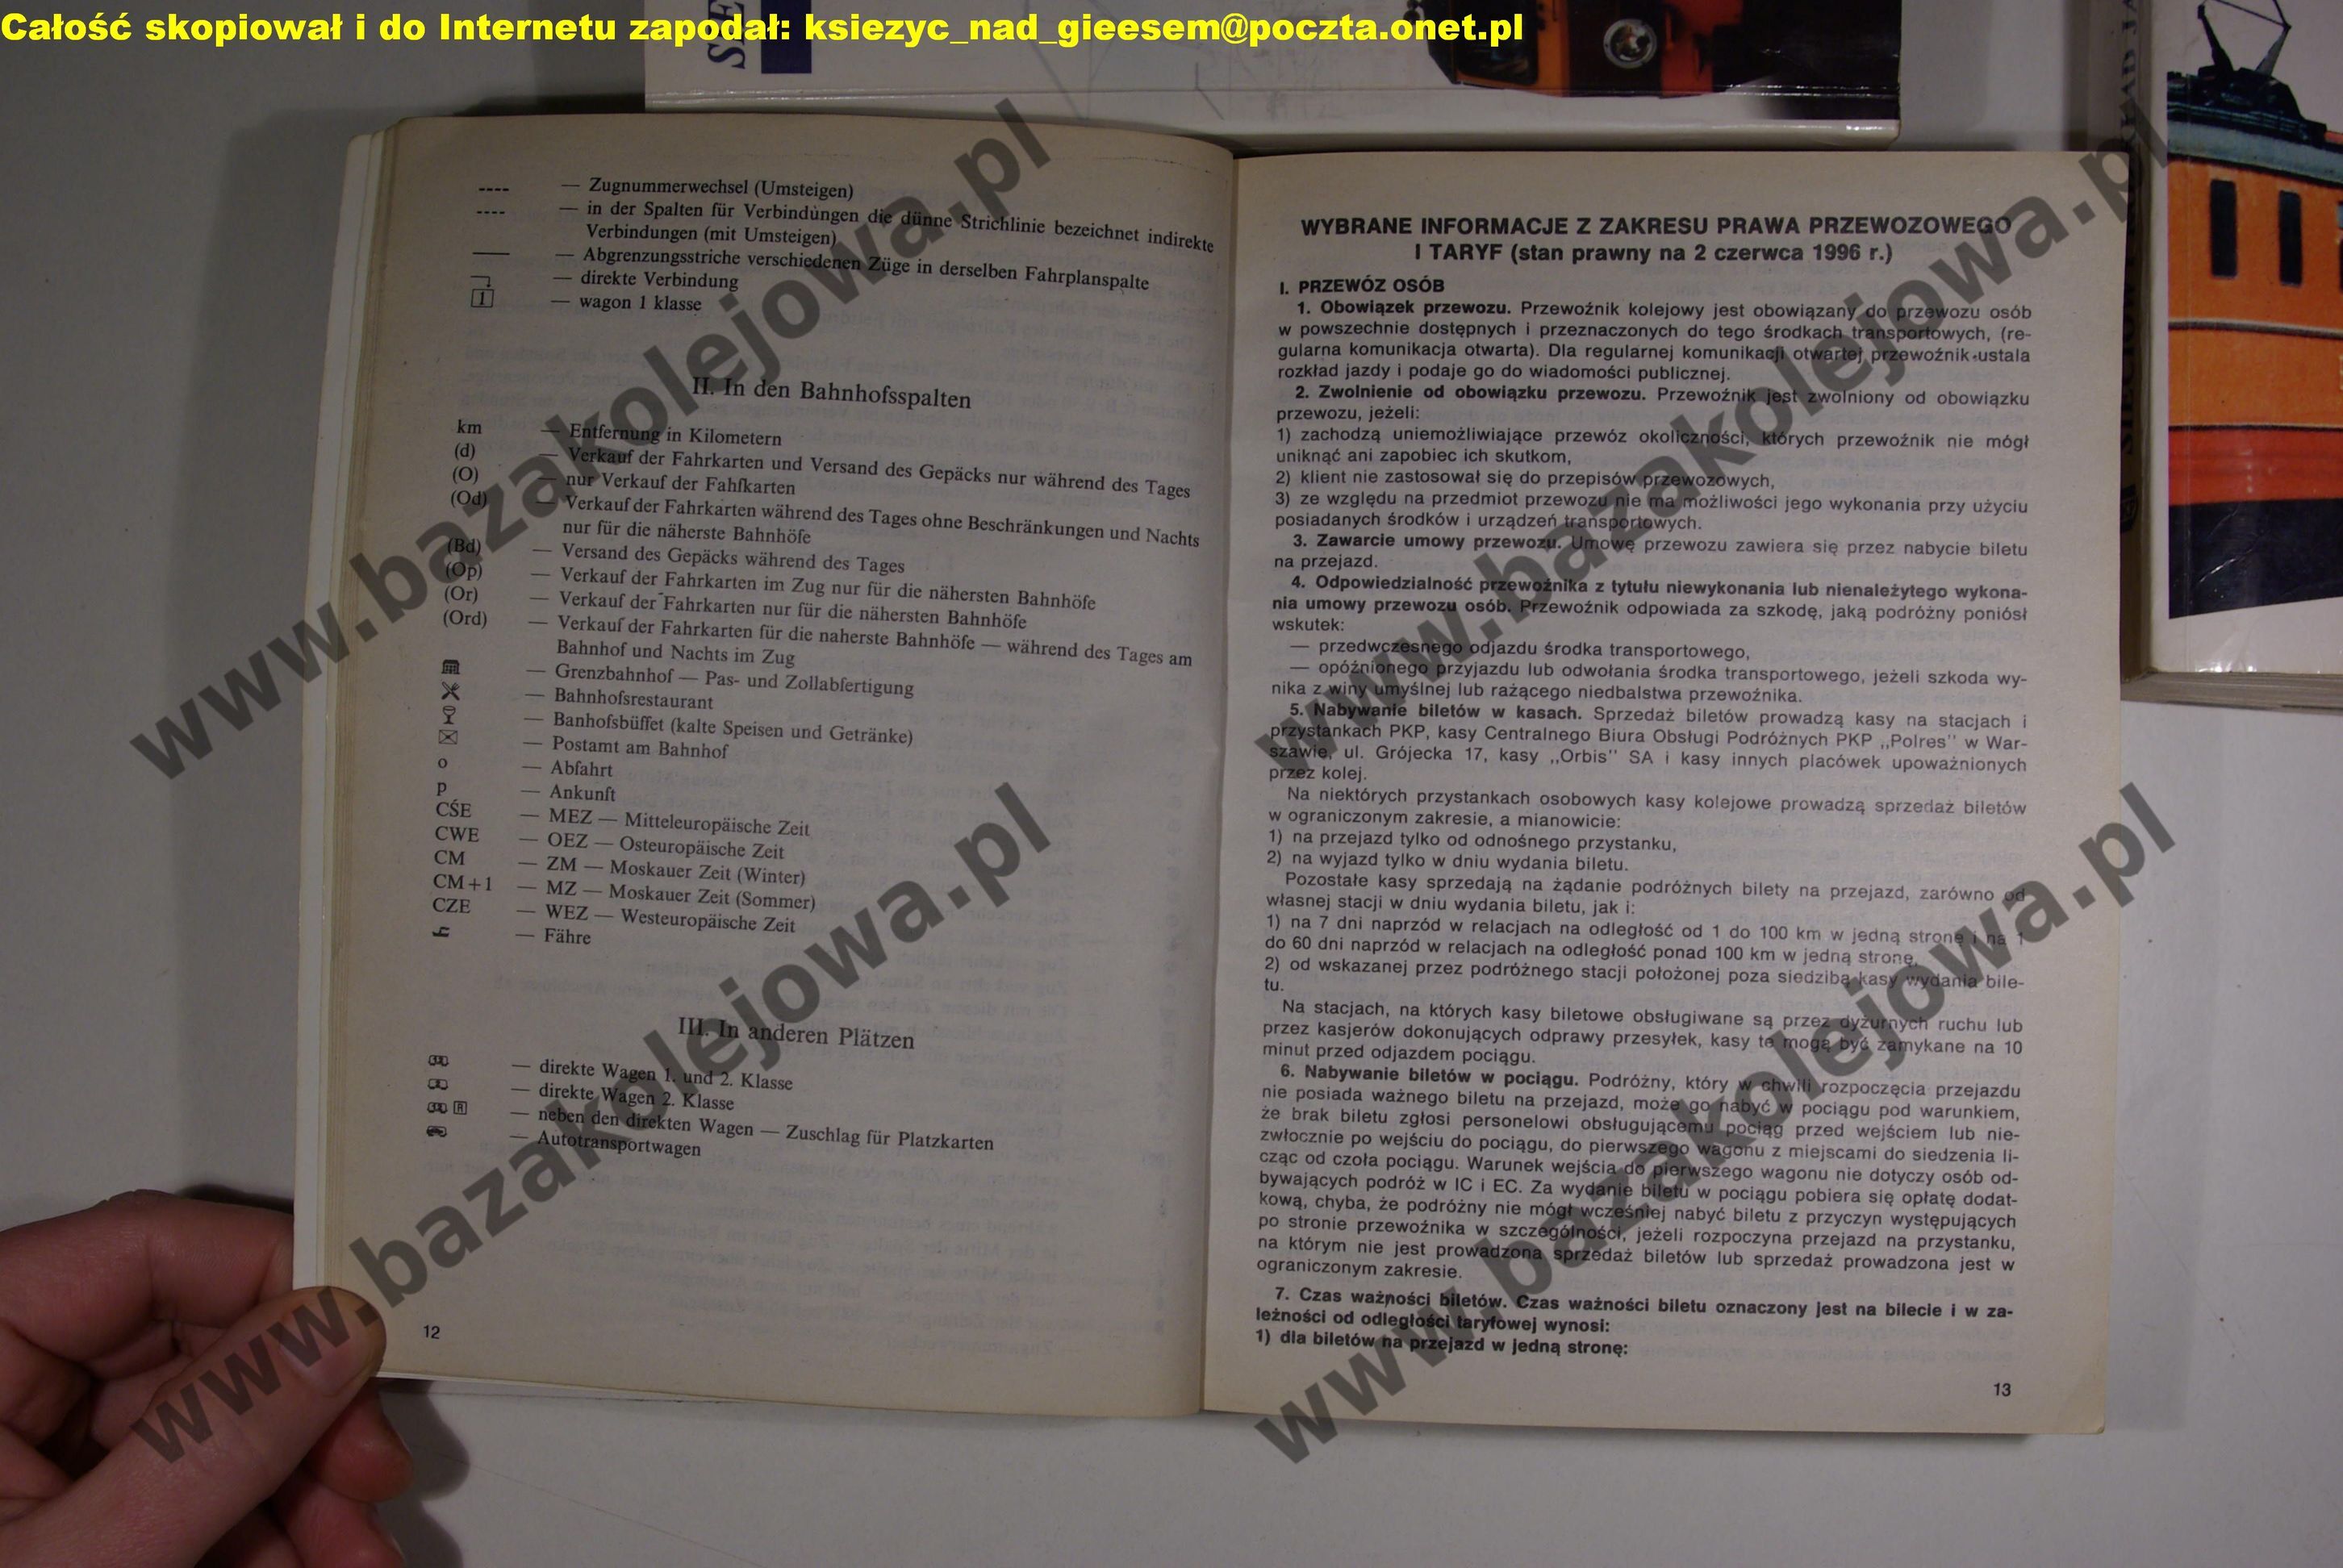 Całość skopiował i do Internetu zapodał: ksiezyc_nad_gieesem@poczta.onet.pl
---- — Zugnummerwechsel (Umsteigen)
---- — in der Spalten für Verbindungen die dünne Strichlinie bezeichnet indirekte
Verbindungen (mit Umsteigen)
— Abgrenzungsstriche verschiedenen Züge in derselben Fahrplanspalte
— direkte Verbindung
1 — wagon 1 klasse
II. In den Bahnhofsspalten
km — Entfernung in Kilometern
(d) — Verkauf der Fahrkarten und Versand des Gepäcks nur während des Tages
(O) — nur Verkauf der Fahfkarten
(Od) — Verkauf der Fahrkarten während des Tages ohne Beschränkungen und Nachts
nur für die näherste Bahnhöfe
(Bd) — Versand des Gepäcks während des Tages
(Op) — Verkauf der Fahrkarten im Zug nur für die nähersten Bahnhöfe
(Or) — Verkauf der Fahrkarten nur für die nähersten Bahnhöfe
(Ord) — Verkauf der Fahrkarten für die naherste Bahnhöfe — während des Tages am
Bahnhof und Nachts im Zug
— Grenzbahnhof — Pas- und Zollabfertigung
— Bahnhofsrestaurant
— Banhofsbüffet (kalte Speisen und Getränke)
— Postamt am Bahnhof
o — Abfahrt
p — Ankunft
CŚE — MEZ — Mitteleuropäische Zeit
CWE — OEZ — Osteuropäische Zeit
CM — ZM — Moskauer Zeit (Winter)
CM+1 — MZ — Moskauer Zeit (Sommer)
CZE — WEZ — Westeuropäische Zeit
— Fähre
III. In anderen Plätzen
— direkte Wagen 1. und 2. Klasse
— direkte Wagen 2. Klasse
R — neben den direkten Wagen — Zuschlag für Platzkarten
— Autotransportwagen
12
WYBRANE INFORMACJE Z ZAKRESU PRAWA PRZEWOZOWEGO
I TARYF (stan prawny na 2 czerwca 1996 r.)
I. PRZEWÓZ OSÓB
1. Obowiązek przewozu. Przewoźnik kolejowy jest obowiązany do przewozu osób
w powszechnie dostępnych i przeznaczonych do tego środkach transportowych, (re-
gularna komunikacja otwarta). Dla regularnej komunikacji otwartej przewoźnik ustala
rozkład jazdy i podaje go do wiadomości publicznej.
2. Zwolnienie od obowiązku przewozu. Przewoźnik jest zwolniony od obowiązku
przewozu, jeżeli:
1) zachodzą uniemożliwiające przewóz okoliczności, których przewoźnik nie mógł
uniknąć ani zapobiec ich skutkom,
2) klient nie zastosował się do przepisów przewozowych,
3) ze względu na przedmiot przewozu nie ma możliwości jego wykonania przy użyciu
posiadanych środków i urządzeń transportowych.
3. Zawarcie umowy przewozu. Umowę przewozu zawiera się przez nabycie biletu
na przejazd.
4. Odpowiedzialność przewoźnika z tytułu niewykonania lub nienależytego wykona-
nia umowy przewozu osób. Przewoźnik odpowiada za szkodę, jaką podróżny poniósł
wskutek:
— przedwczesnego odjazdu środka transportowego,
— opóźnionego przyjazdu lub odwołania środka transportowego, jeżeli szkoda wy-
nika z winy umyślnej lub rażącego niedbalstwa przewoźnika.
5. Nabywanie biletów w kasach. Sprzedaż biletów prowadzą kasy na stacjach i
przystankach PKP, kasy Centralnego Biura Obsługi Podróżnych PKP „Polres" w War-
szawie, ul. Grójecka 17, kasy „Orbis" SA i kasy innych placówek upoważnionych
przez kolej.
Na niektórych przystankach osobowych kasy kolejowe prowadzą sprzedaż biletów
w ograniczonym zakresie, a mianowicie:
1) na przejazd tylko od odnośnego przystanku,
2) na wyjazd tylko w dniu wydania biletu.
Pozostałe kasy sprzedają na żądanie podróżnych bilety na przejazd, zarówno od
własnej stacji w dniu wydania biletu, jak i:
1) na 7 dni naprzód w relacjach na odległość od 1 do 100 km w jedną stronę i na 1
do 60 dni naprzód w relacjach na odległość ponad 100 km w jedną stronę,
2) od wskazanej przez podróżnego stacji położonej poza siedzibą kasy wydania bile-
tu.
Na stacjach, na których kasy biletowe obsługiwane są przez dyżurnych ruchu lub
przez kasjerów dokonujących odprawy przesyłek, kasy te mogą być zamykane na 10
minut przed odjazdem pociągu.
6. Nabywanie biletów w pociągu. Podróżny, który w chwili rozpoczęcia przejazdu
nie posiada ważnego biletu na przejazd, może go nabyć w pociągu pod warunkiem,
że brak biletu zgłosi personelowi obsługującemu pociąg przed wejściem lub nie-
zwłocznie po wejściu do pociągu, do pierwszego wagonu z miejscami do siedzenia li-
cząc od czoła pociągu. Warunek wejścia do pierwszego wagonu nie dotyczy osób od-
bywających podróż w IC i EC. Za wydanie biletu w pociągu pobiera się opłatę dodat-
kową, chyba, że podróżny nie mógł wcześniej nabyć biletu z przyczyn występujących
po stronie przewoźnika w szczególności, jeżeli rozpoczyna przejazd na przystanku,
na którym nie jest prowadzona sprzedaż biletów lub sprzedaż prowadzona jest w
ograniczonym zakresie.
7. Czas ważności biletów. Czas ważności biletu oznaczony jest na bilecie i w za-
leżności od odległości taryfowej wynosi:
1) dla biletów na przejazd w jedną stronę:
13
www.bazakolejowa.pl
www.bazakolejowa.pl
www.bazakolejowa.pl
www.bazakolejowa.pl